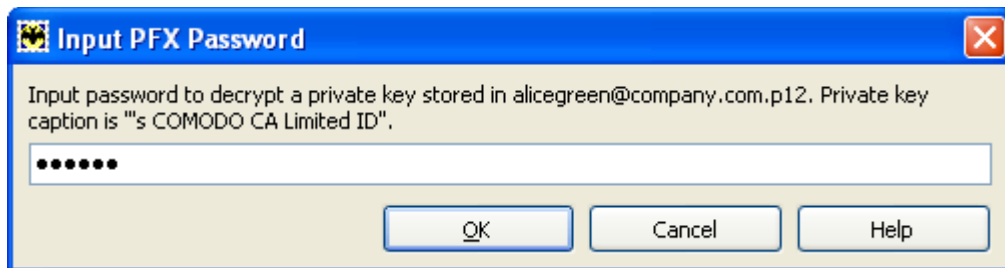 Input PFX Password
Input password to decrypt a private key stored in alicegreen@company.com.p12. Private key
caption is "'s COMODO CA Limited ID".
••••••
OK
Cancel
Help